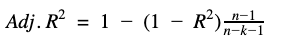 Adj. R² = 1 − (1 − R²) n−1/n−k−1